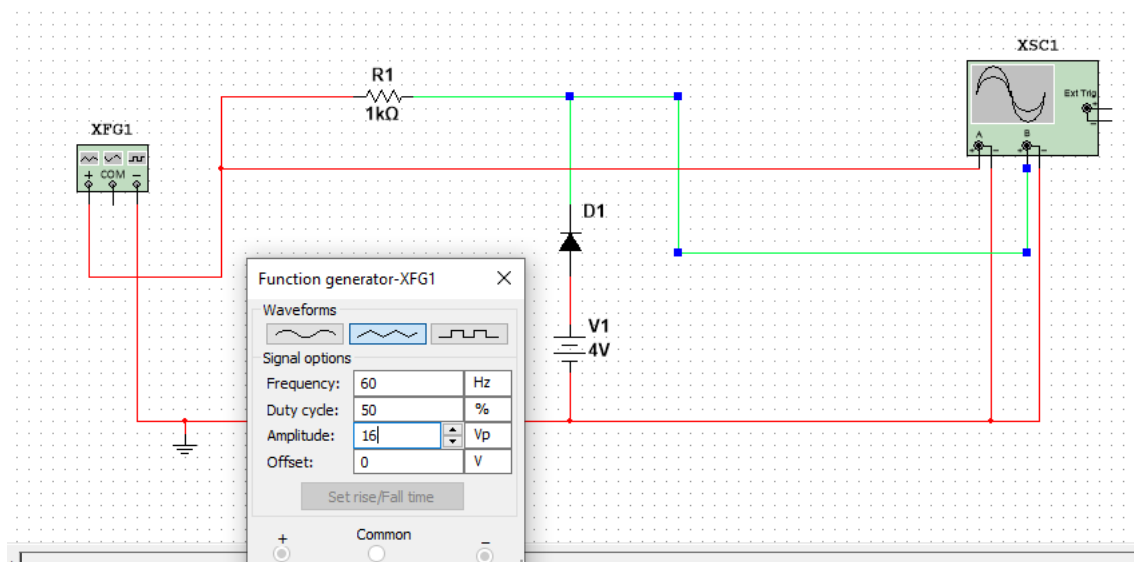 XSC1
R1
1kΩ
Ext Trig
+
-
XFG1
A
B
+ - + -
+ COM -
D1
Function generator-XFG1
Waveforms
Signal options
Frequency: 60 Hz
Duty cycle: 50 %
Amplitude: 16 Vp
Offset: 0 V
Set rise/Fall time
+ Common -
V1
4V